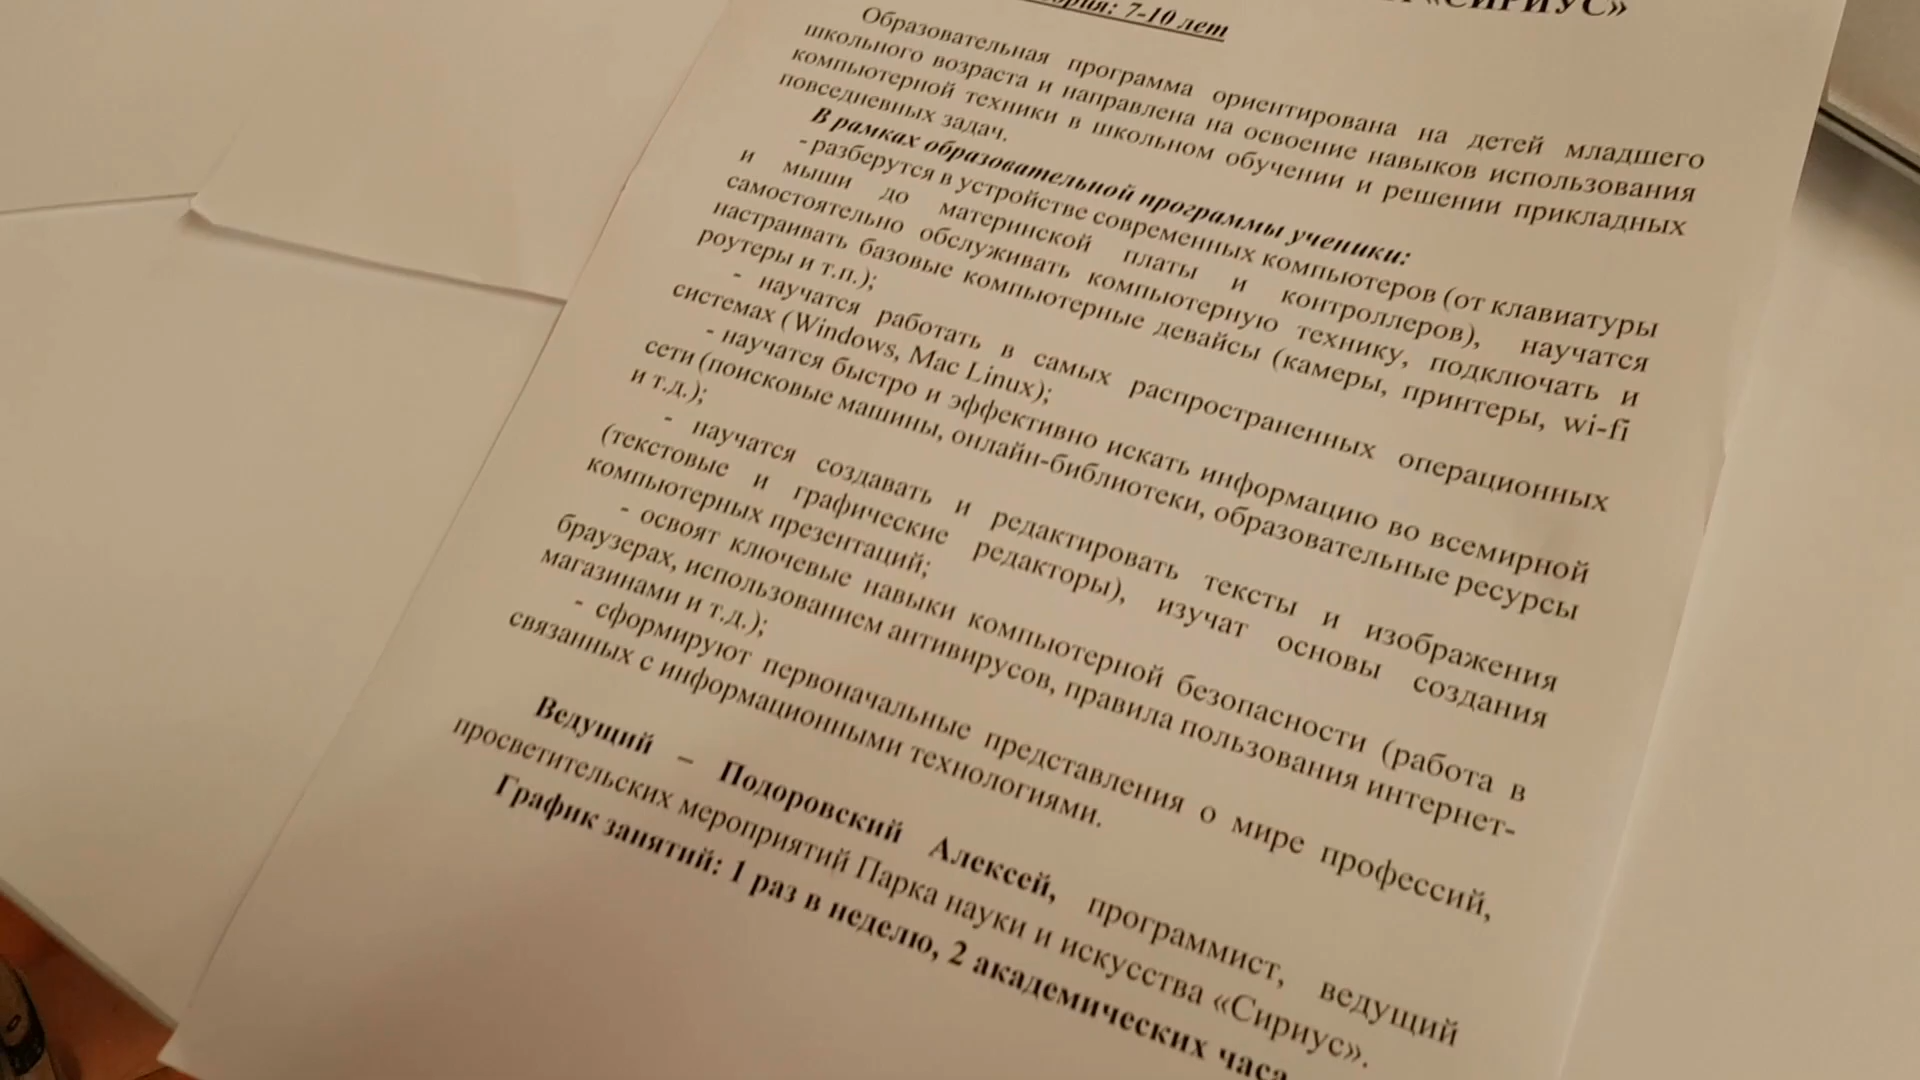 «СИРИУС»
7-10 лет
Образовательная программа ориентирована на детей младшего
школьного возраста и направлена на освоение навыков использования
компьютерной техники в школьном обучении и решении прикладных
повседневных задач.
В рамках образовательной программы ученики:
- разберутся в устройстве современных компьютеров (от клавиатуры
и мыши до материнской платы и контроллеров), научатся
самостоятельно обслуживать компьютерную технику, подключать и
настраивать базовые компьютерные девайсы (камеры, принтеры, wi-fi
роутеры и т.п.);
- научатся работать в самых распространенных операционных
системах (Windows, Mac Linux);
- научатся быстро и эффективно искать информацию во всемирной
сети (поисковые машины, онлайн-библиотеки, образовательные ресурсы
и т.д.);
- научатся создавать и редактировать тексты и изображения
(текстовые и графические редакторы), изучат основы создания
компьютерных презентаций;
- освоят ключевые навыки компьютерной безопасности (работа в
браузерах, использованием антивирусов, правила пользования интернет-
магазинами и т.д.);
- сформируют первоначальные представления о мире профессий,
связанных с информационными технологиями.
Ведущий – Подоровский Алексей, программист, ведущий
просветительских мероприятий Парка науки и искусства «Сириус».
График занятий: 1 раз в неделю, 2 академических часа